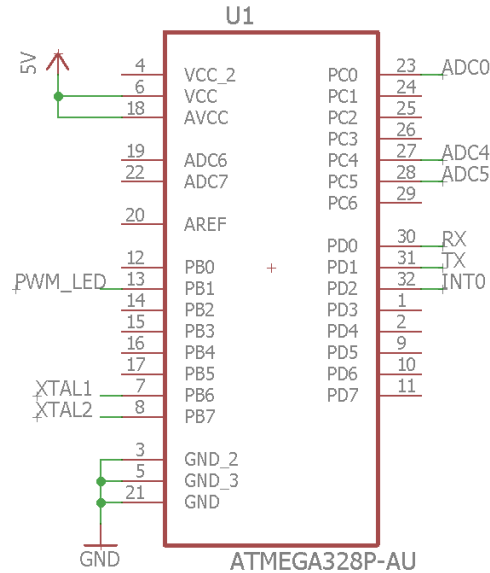 U1
5V
4 VCC_2 PC0 23 ADC0
6 VCC PC1 24
18 AVCC PC2 25
PC3 26
19 ADC6 PC4 27 ADC4
22 ADC7 PC5 28 ADC5
PC6 29
20 AREF
PD0 30 RX
12 PB0 PD1 31 TX
PWM_LED 13 PB1 PD2 32 INT0
14 PB2 PD3 1
15 PB3 PD4 2
16 PB4 PD5 9
17 PB5 PD6 10
XTAL1 7 PB6 PD7 11
XTAL2 8 PB7
3 GND_2
5 GND_3
21 GND
GND
ATMEGA328P-AU